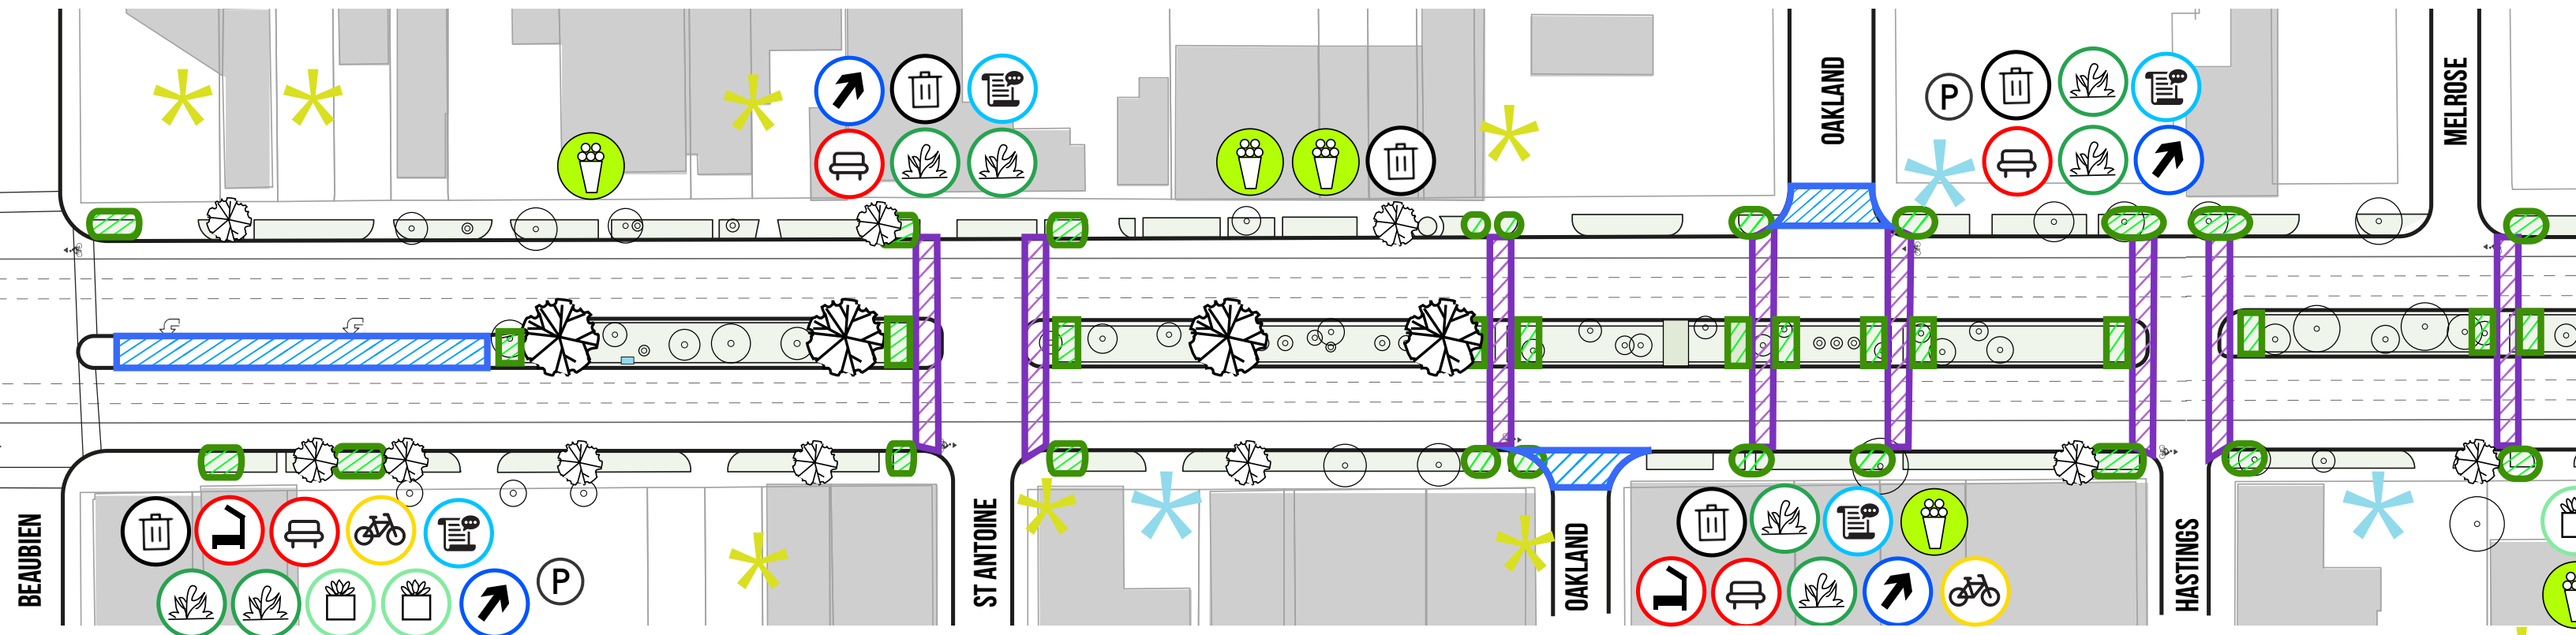 OAKLAND
MELROSE
P
BEAUBIEN
P
ST ANTOINE
OAKLAND
HASTINGS